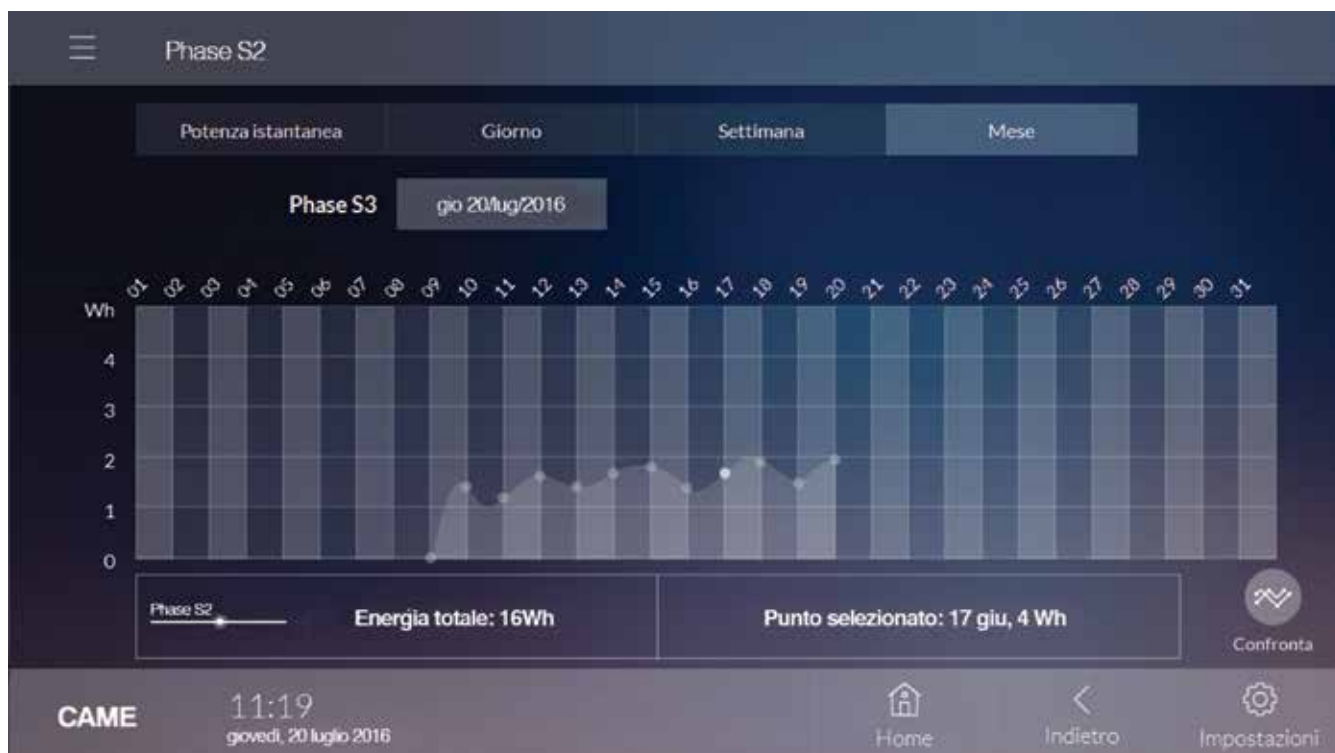 Phase S2
Potenza istantanea Giorno Settimana Mese
Phase S3 gio 20/lug/2016
01 02 03 04 05 06 07 08 09 10 11 12 13 14 15 16 17 18 19 20 21 22 23 24 25 26 27 28 29 30 31
Wh
4
3
2
1
0
Phase S2 Energia totale: 16Wh Punto selezionato: 17 giu, 4 Wh
Confronta
CAME 11:19
giovedì, 20 luglio 2016
Home Indietro Impostazioni